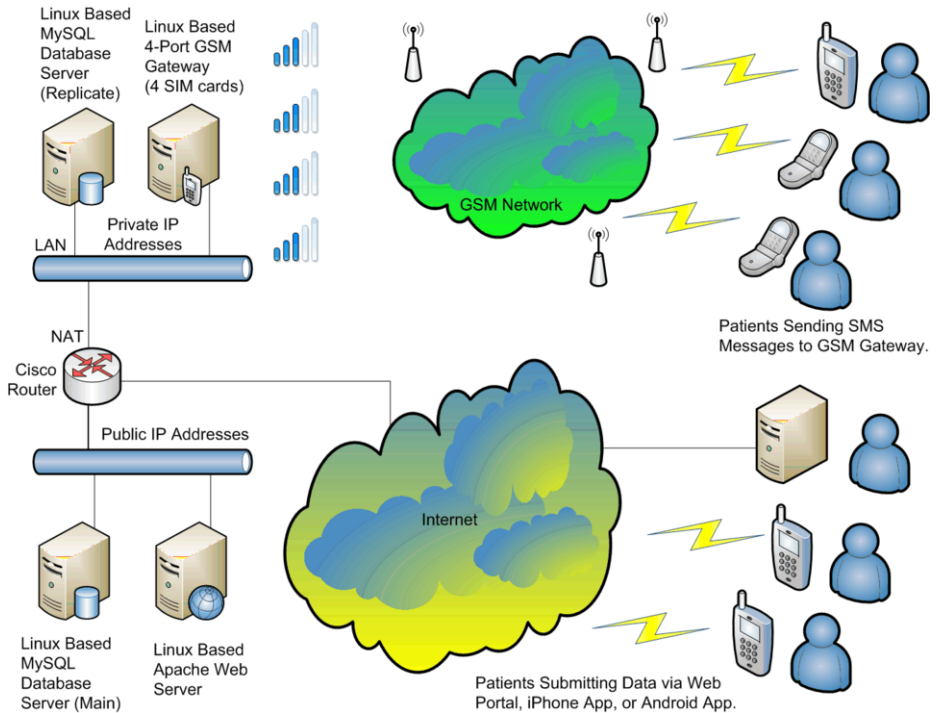 Linux Based
MySQL
Database
Server
(Replicate)
Linux Based
4-Port GSM
Gateway
(4 SIM cards)
GSM Network
Private IP
Addresses
LAN
Patients Sending SMS
Messages to GSM Gateway.
NAT
Cisco
Router
Public IP Addresses
Internet
Linux Based
MySQL
Database
Server (Main)
Linux Based
Apache Web
Server
Patients Submitting Data via Web
Portal, iPhone App, or Android App.